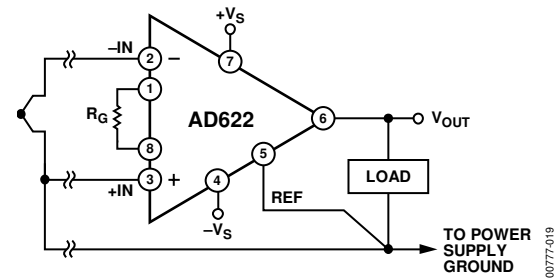 +VS
–IN
2
–
7
1
RG
AD622
6
VOUT
8
5
3
+
4
LOAD
+IN
REF
–VS
TO POWER
SUPPLY
GROUND
00777-019